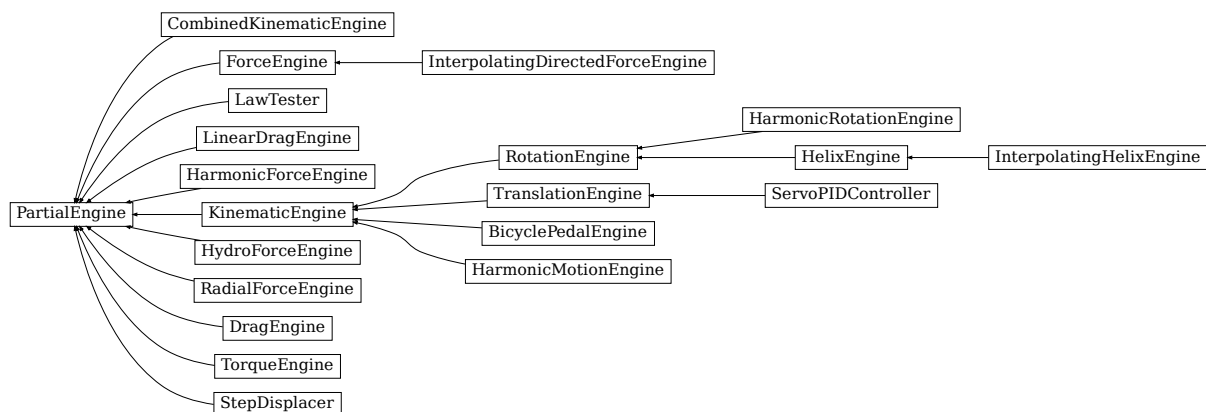 CombinedKinematicEngine
ForceEngine
InterpolatingDirectedForceEngine
LawTester
LinearDragEngine
HarmonicForceEngine
PartialEngine
KinematicEngine
HydroForceEngine
RadialForceEngine
DragEngine
TorqueEngine
StepDisplacer
RotationEngine
TranslationEngine
BicyclePedalEngine
HarmonicMotionEngine
HarmonicRotationEngine
HelixEngine
InterpolatingHelixEngine
ServoPIDController